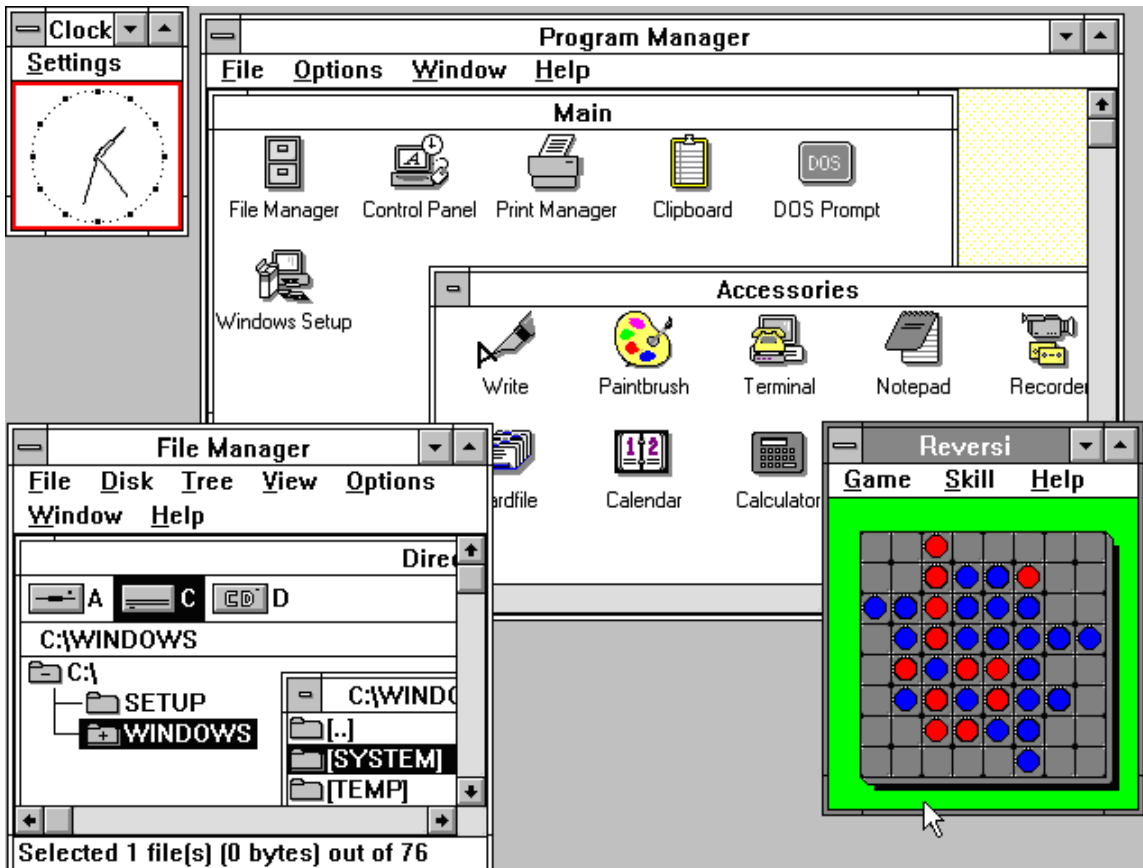 Clock
Settings
Program Manager
File Options Window Help
Main
File Manager Control Panel Print Manager Clipboard DOS Prompt
DOS
Windows Setup
Accessories
Write Paintbrush Terminal Notepad Recorder
ardfile Calendar Calculator
12
File Manager
File Disk Tree View Options
Window Help
Direc
A C CD D
C:\WINDOWS
C:\
SETUP
WINDOWS
C:\WINDO
[..]
[SYSTEM]
[TEMP]
Selected 1 file(s) (0 bytes) out of 76
Reversi
Game Skill Help